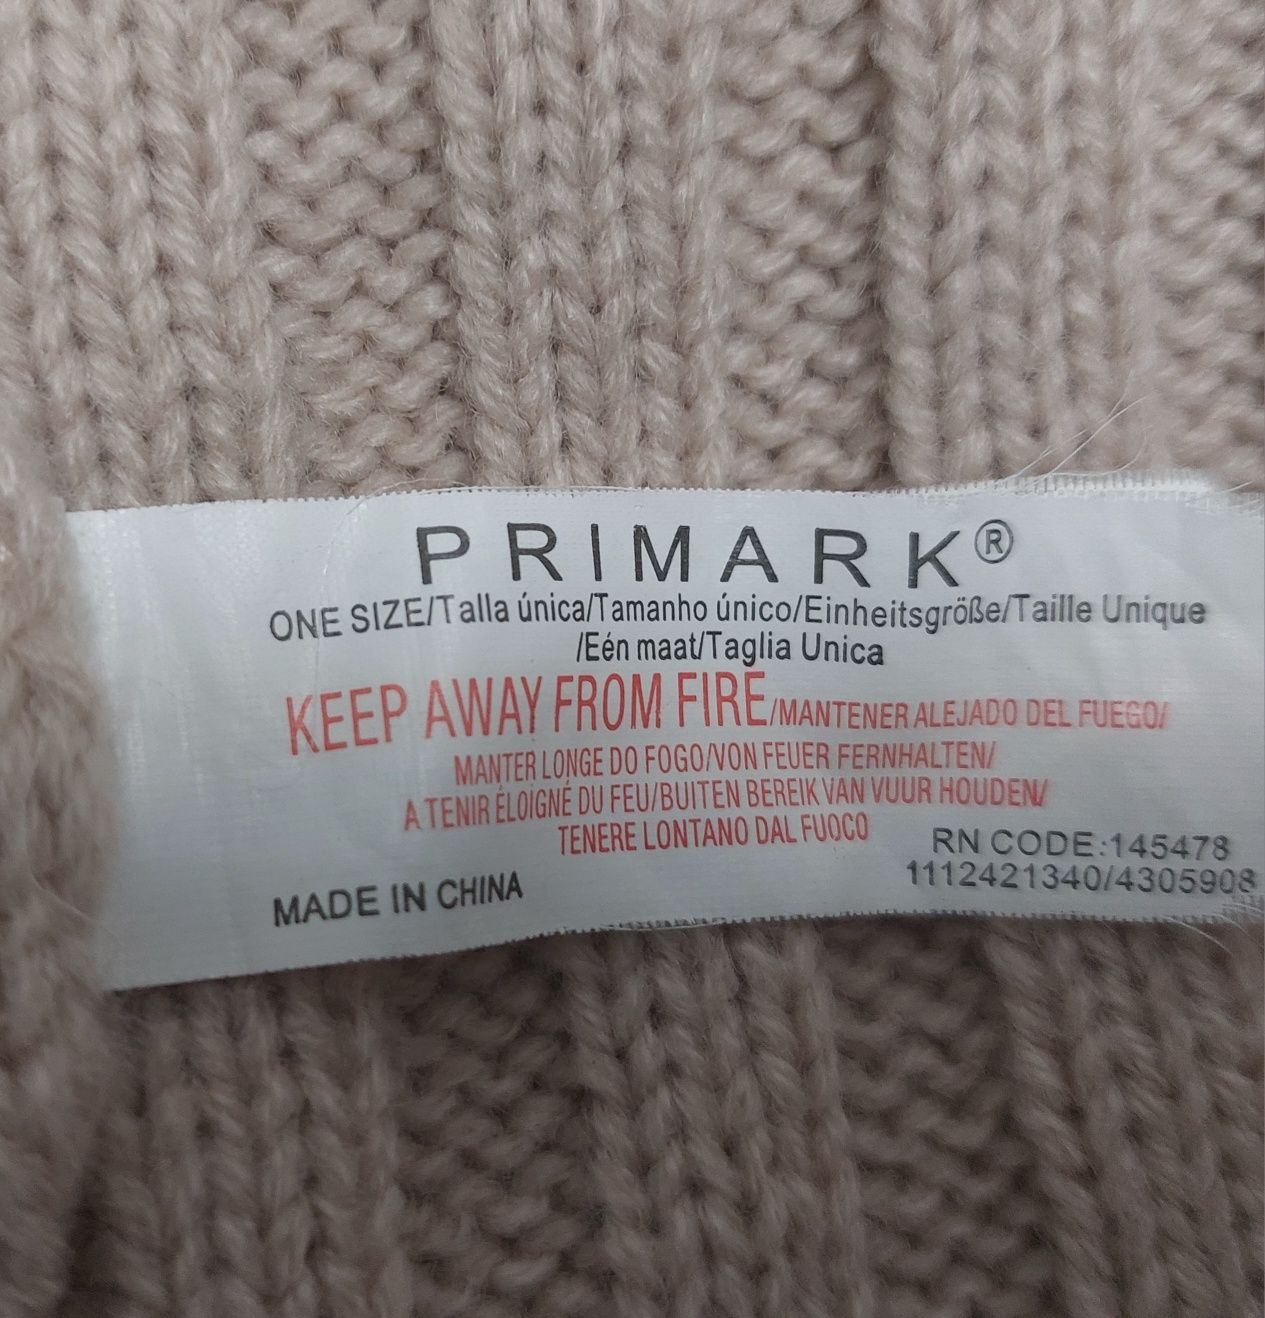 PRIMARK®
ONE SIZE/Talla única/Tamanho único/Einheitsgröße/Taille Unique
/Eén maat/Taglia Unica
KEEP AWAY FROM FIRE/MANTENER ALEJADO DEL FUEGO/
MANTER LONGE DO FOGO/VON FEUER FERNHALTEN/
A TENIR ÉLOIGNÉ DU FEU/BUITEN BEREIK VAN VUUR HOUDEN/
TENERE LONTANO DAL FUOCO
RN CODE:145478
1112421340/4305908
MADE IN CHINA